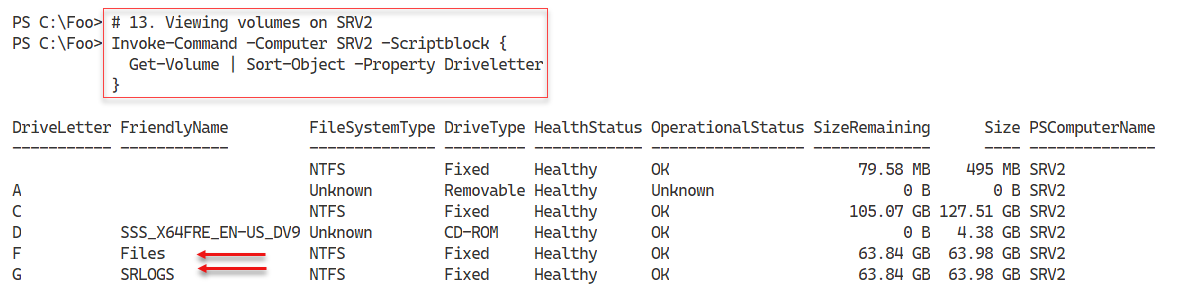 PS C:\Foo> # 13. Viewing volumes on SRV2
PS C:\Foo> Invoke-Command -Computer SRV2 -Scriptblock {
  Get-Volume | Sort-Object -Property Driveletter
}
DriveLetter FriendlyName         FileSystemType DriveType HealthStatus OperationalStatus SizeRemaining      Size PSComputerName
----------- ------------         -------------- --------- ------------ ----------------- -------------      ---- --------------
                                 NTFS           Fixed     Healthy      OK                     79.58 MB    495 MB SRV2
A                                Unknown        Removable Healthy      Unknown                     0 B       0 B SRV2
C                                NTFS           Fixed     Healthy      OK                    105.07 GB 127.51 GB SRV2
D           SSS_X64FRE_EN-US_DV9 Unknown        CD-ROM    Healthy      OK                          0 B   4.38 GB SRV2
F           Files                NTFS           Fixed     Healthy      OK                     63.84 GB  63.98 GB SRV2
G           SRLOGS               NTFS           Fixed     Healthy      OK                     63.84 GB  63.98 GB SRV2